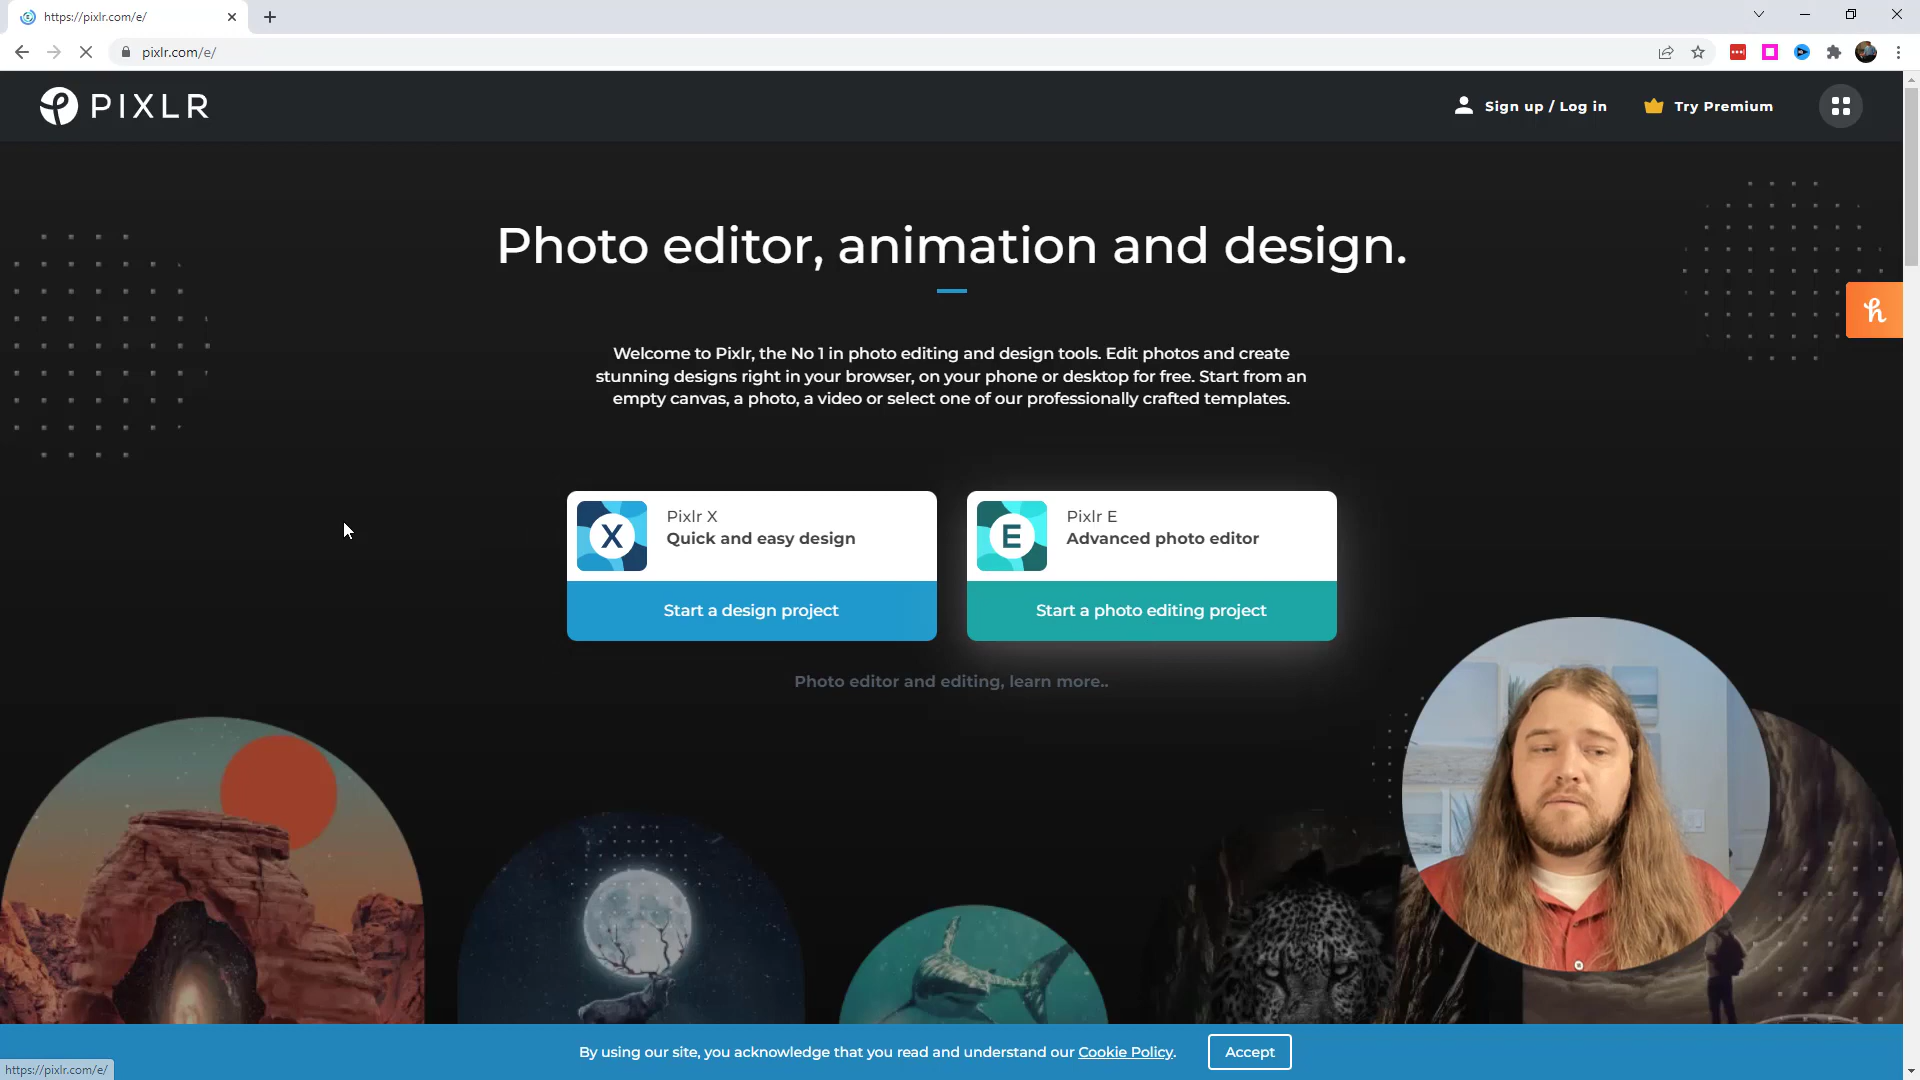 https://pixlr.com/e/
pixlr.com/e/
PIXLR
Sign up / Log in
Try Premium
Photo editor, animation and design.
h
Welcome to Pixlr, the No 1 in photo editing and design tools. Edit photos and create
stunning designs right in your browser, on your phone or desktop for free. Start from an
empty canvas, a photo, a video or select one of our professionally crafted templates.
X
Pixlr X
Quick and easy design
Start a design project
E
Pixlr E
Advanced photo editor
Start a photo editing project
Photo editor and editing, learn more..
By using our site, you acknowledge that you read and understand our Cookie Policy.
Accept
https://pixlr.com/e/